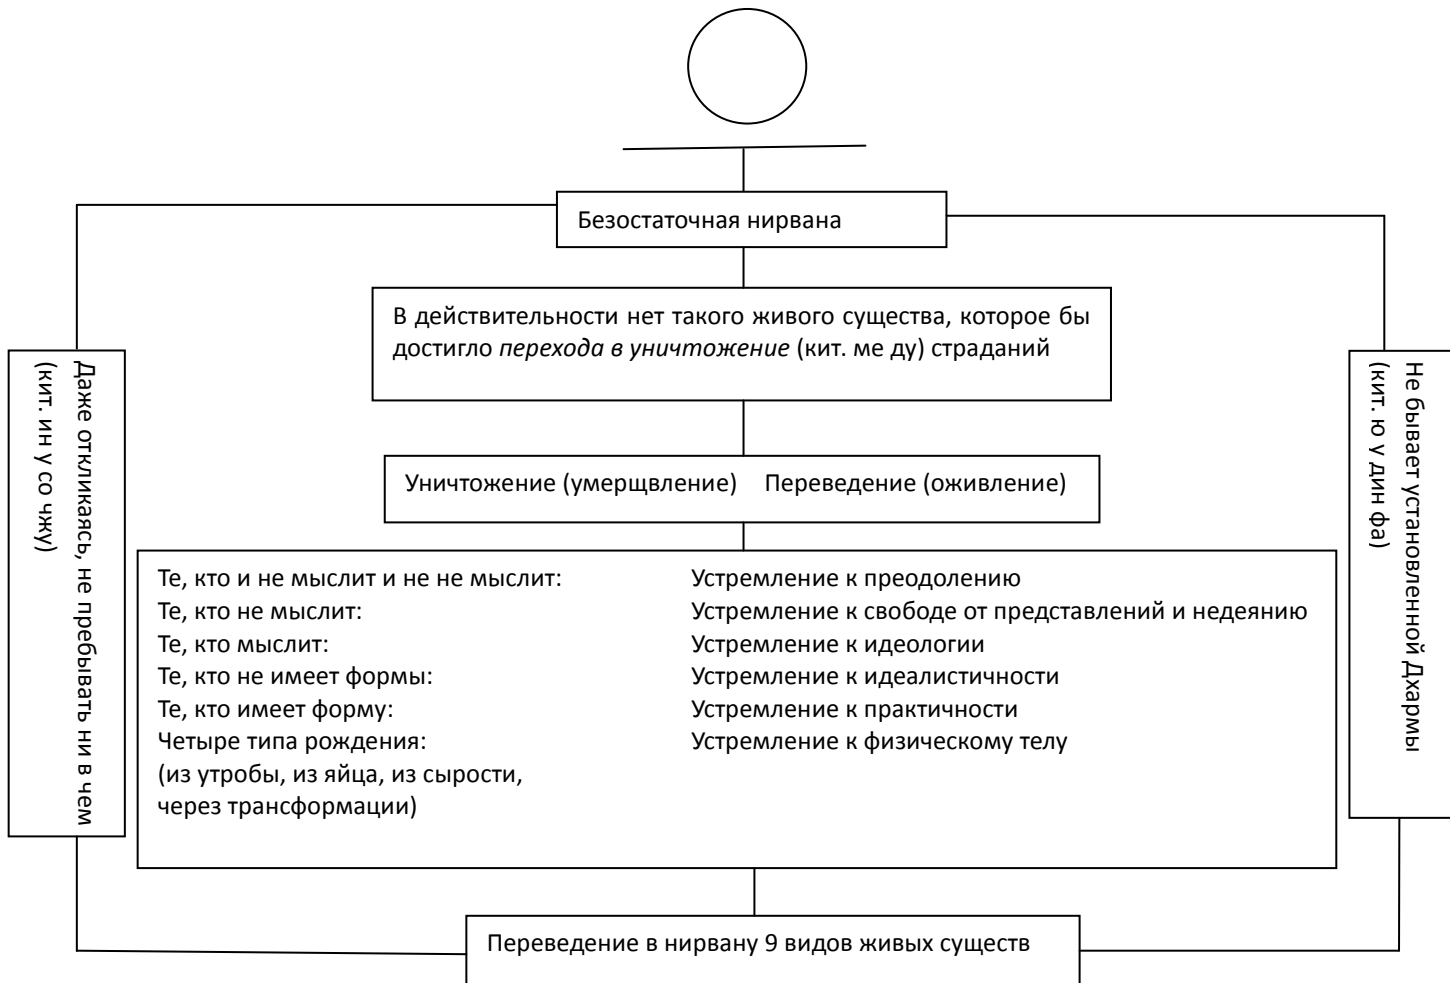 Безостаточная нирвана
В действительности нет такого живого существа, которое бы
достигло перехода в уничтожение (кит. ме ду) страданий
Даже откликаясь, не пребывать ни в чем
(кит. ин у со чжу)
Не бывает установленной Дхармы
(кит. ю у дин фа)
Уничтожение (умерщвление) Переведение (оживление)
Те, кто и не мыслит и не не мыслит: Устремление к преодолению
Те, кто не мыслит: Устремление к свободе от представлений и недеянию
Те, кто мыслит: Устремление к идеологии
Те, кто не имеет формы: Устремление к идеалистичности
Те, кто имеет форму: Устремление к практичности
Четыре типа рождения: Устремление к физическому телу
(из утробы, из яйца, из сырости,
через трансформации)
Переведение в нирвану 9 видов живых существ